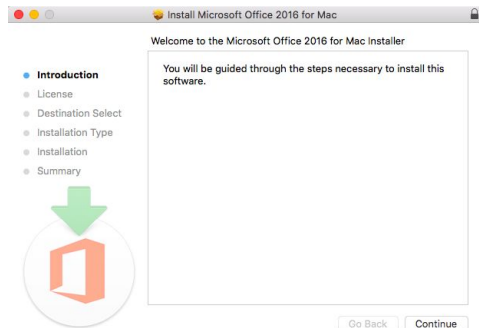 Install Microsoft Office 2016 for Mac
Welcome to the Microsoft Office 2016 for Mac Installer
Introduction
License
Destination Select
Installation Type
Installation
Summary
You will be guided through the steps necessary to install this
software.
Go Back
Continue